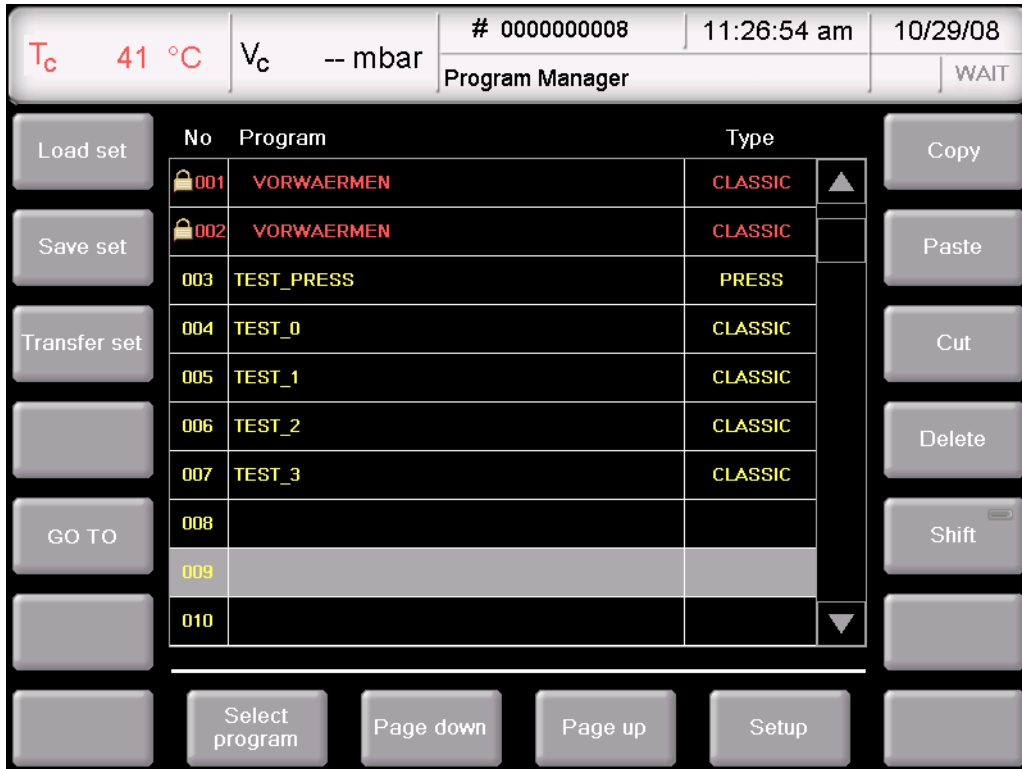 Tc 41 °C
Vc -- mbar
# 0000000008
11:26:54 am
10/29/08
Program Manager
WAIT
Load set
Save set
Transfer set
GO TO
No Program Type
001 VORWAERMEN CLASSIC
002 VORWAERMEN CLASSIC
003 TEST_PRESS PRESS
004 TEST_0 CLASSIC
005 TEST_1 CLASSIC
006 TEST_2 CLASSIC
007 TEST_3 CLASSIC
008
009
010
Copy
Paste
Cut
Delete
Shift
Select
program
Page down
Page up
Setup